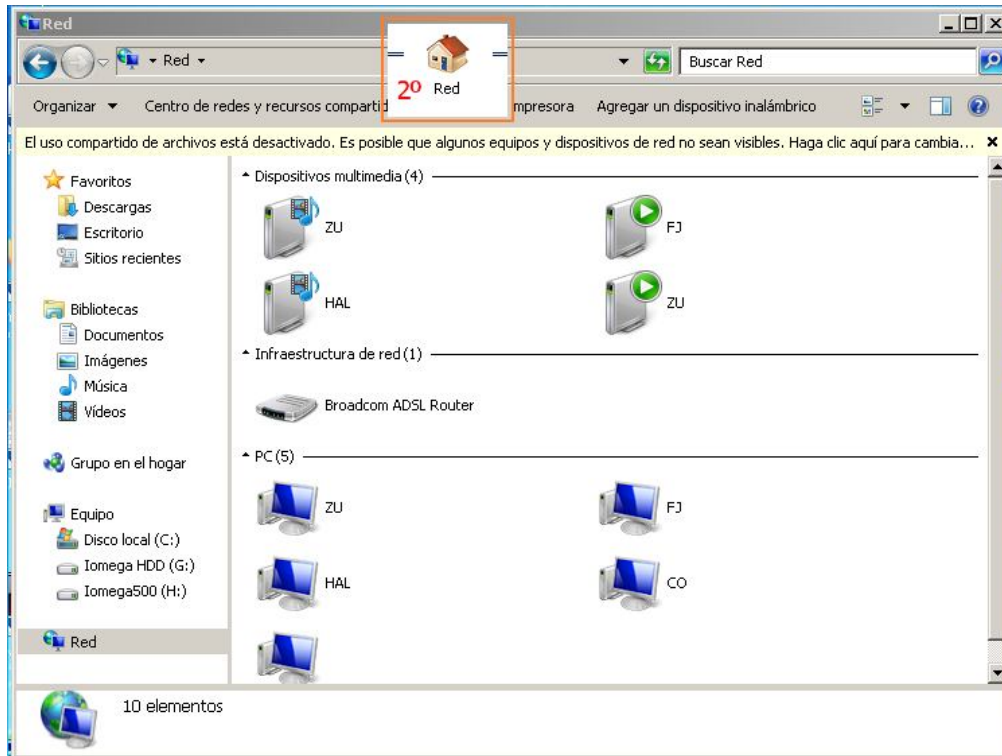 Red
Red
Buscar Red
2º Red
Organizar
Centro de redes y recursos comparti
mpresora
Agregar un dispositivo inalámbrico
El uso compartido de archivos está desactivado. Es posible que algunos equipos y dispositivos de red no sean visibles. Haga clic aquí para cambia...
Favoritos
Descargas
Escritorio
Sitios recientes
Bibliotecas
Documentos
Imágenes
Música
Vídeos
Grupo en el hogar
Equipo
Disco local (C:)
Iomega HDD (G:)
Iomega500 (H:)
Red
Dispositivos multimedia (4)
ZU
FJ
HAL
ZU
Infraestructura de red (1)
Broadcom ADSL Router
PC (5)
ZU
FJ
HAL
CO
10 elementos